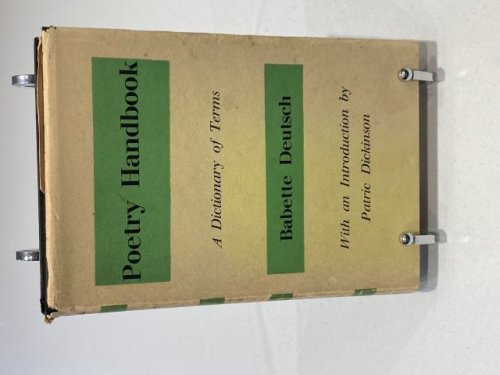 Poetry Handbook
A Dictionary of Terms
Babette Deutsch
With an Introduction by
Patric Dickinson